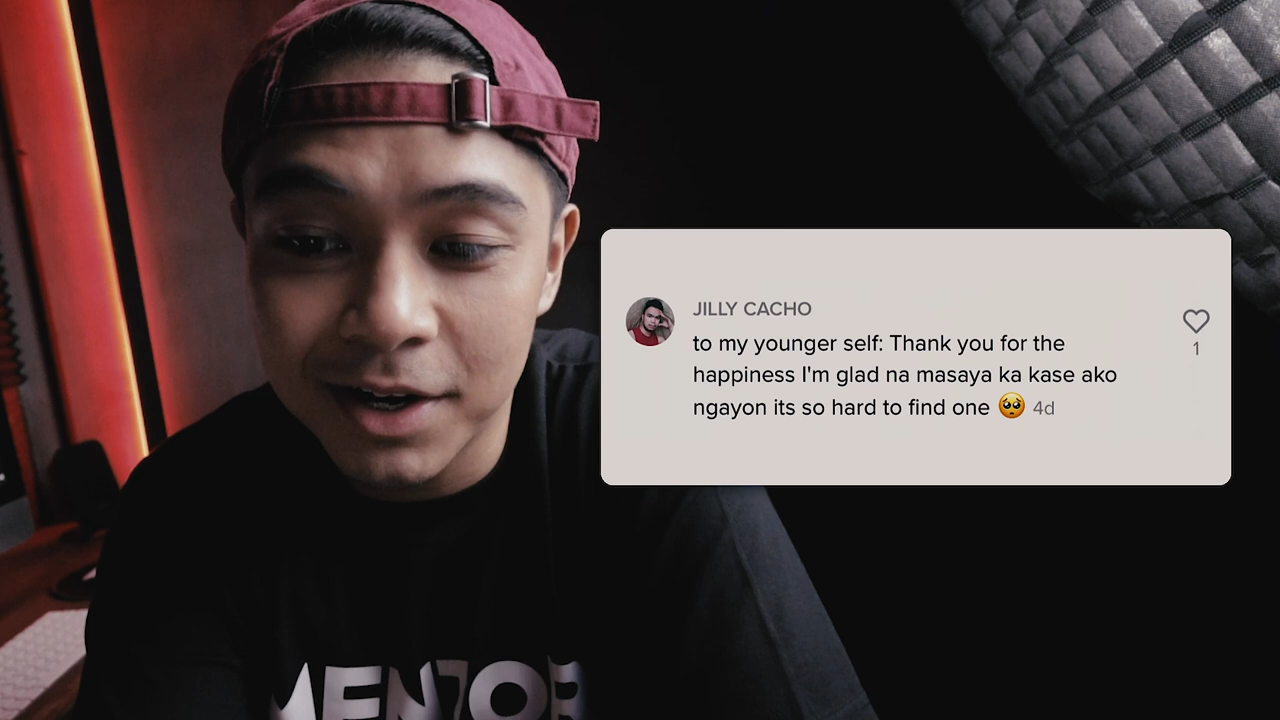 JILLY CACHO
to my younger self: Thank you for the
happiness I'm glad na masaya ka kase ako
ngayon its so hard to find one 🥺 4d
1
MENTOR